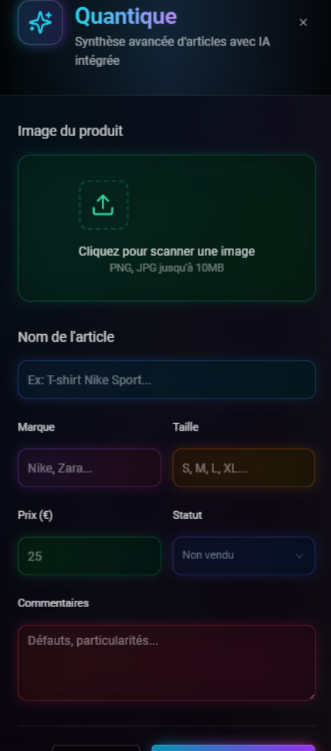 Quantique
Synthèse avancée d'articles avec IA
intégrée
Image du produit
Cliquez pour scanner une image
PNG, JPG jusqu'à 10MB
Nom de l'article
Ex: T-shirt Nike Sport...
Marque
Taille
Nike, Zara...
S, M, L, XL...
Prix (€)
Statut
25
Non vendu
Commentaires
Défauts, particularités...